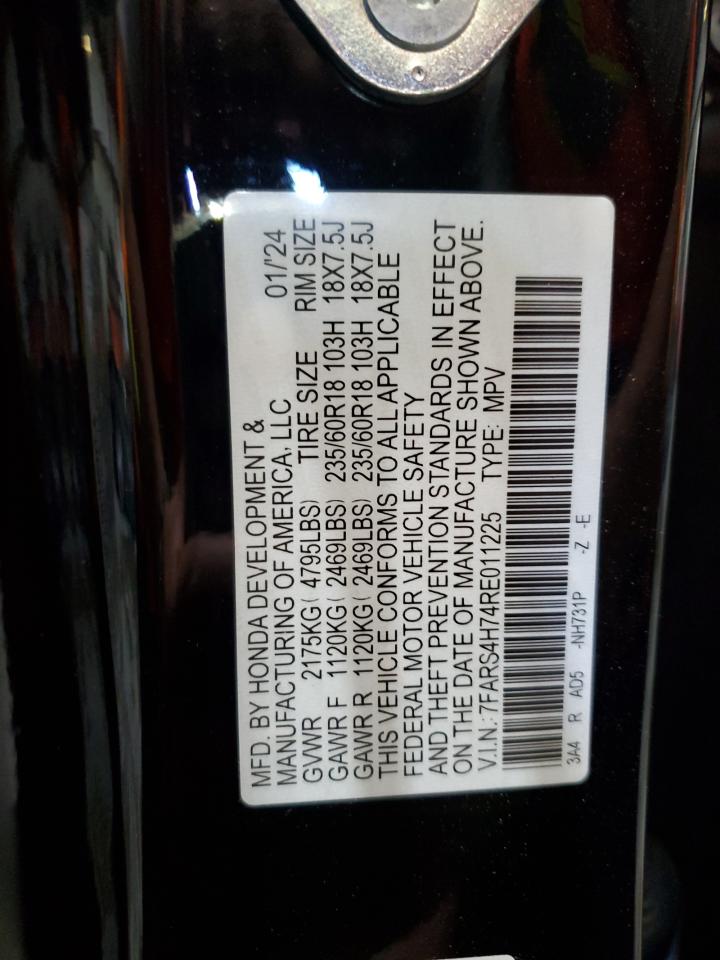 MFD. BY HONDA DEVELOPMENT &
MANUFACTURING OF AMERICA, LLC 01/'24
GVWR 2175KG( 4795LBS) TIRE SIZE RIM SIZE
GAWR F 1120KG( 2469LBS) 235/60R18 103H 18X7.5J
GAWR R 1120KG( 2469LBS) 235/60R18 103H 18X7.5J
THIS VEHICLE CONFORMS TO ALL APPLICABLE
FEDERAL MOTOR VEHICLE SAFETY
AND THEFT PREVENTION STANDARDS IN EFFECT
ON THE DATE OF MANUFACTURE SHOWN ABOVE.
V.I.N.: 7FARS4H74RE011225 TYPE: MPV
3A4 R AD5 -NH731P -Z -E